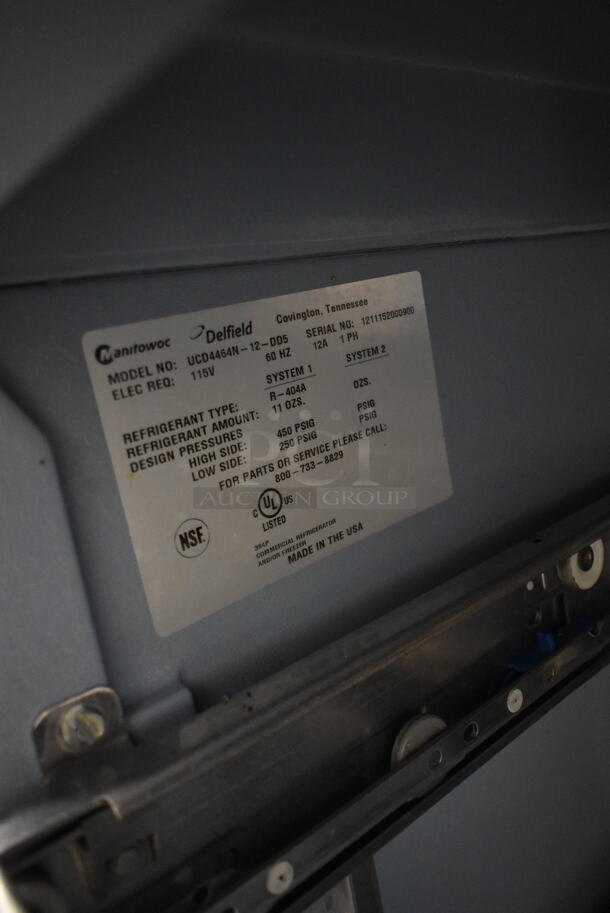 Manitowoc Delfield Covington, Tennessee
MODEL NO: UCD4464N-12-DD5 SERIAL NO: 1211152000900
ELEC REQ: 115V 60 HZ 12A 1 PH
SYSTEM 1 SYSTEM 2
REFRIGERANT TYPE: R-404A
REFRIGERANT AMOUNT: 11 OZS. OZS.
DESIGN PRESSURES
HIGH SIDE: 450 PSIG PSIG
LOW SIDE: 250 PSIG PSIG
FOR PARTS OR SERVICE PLEASE CALL:
800-733-8829
PCI
AUCTION GROUP
NSF.
C UL US
LISTED
394P
COMMERCIAL REFRIGERATOR
AND/OR FREEZER
MADE IN THE USA